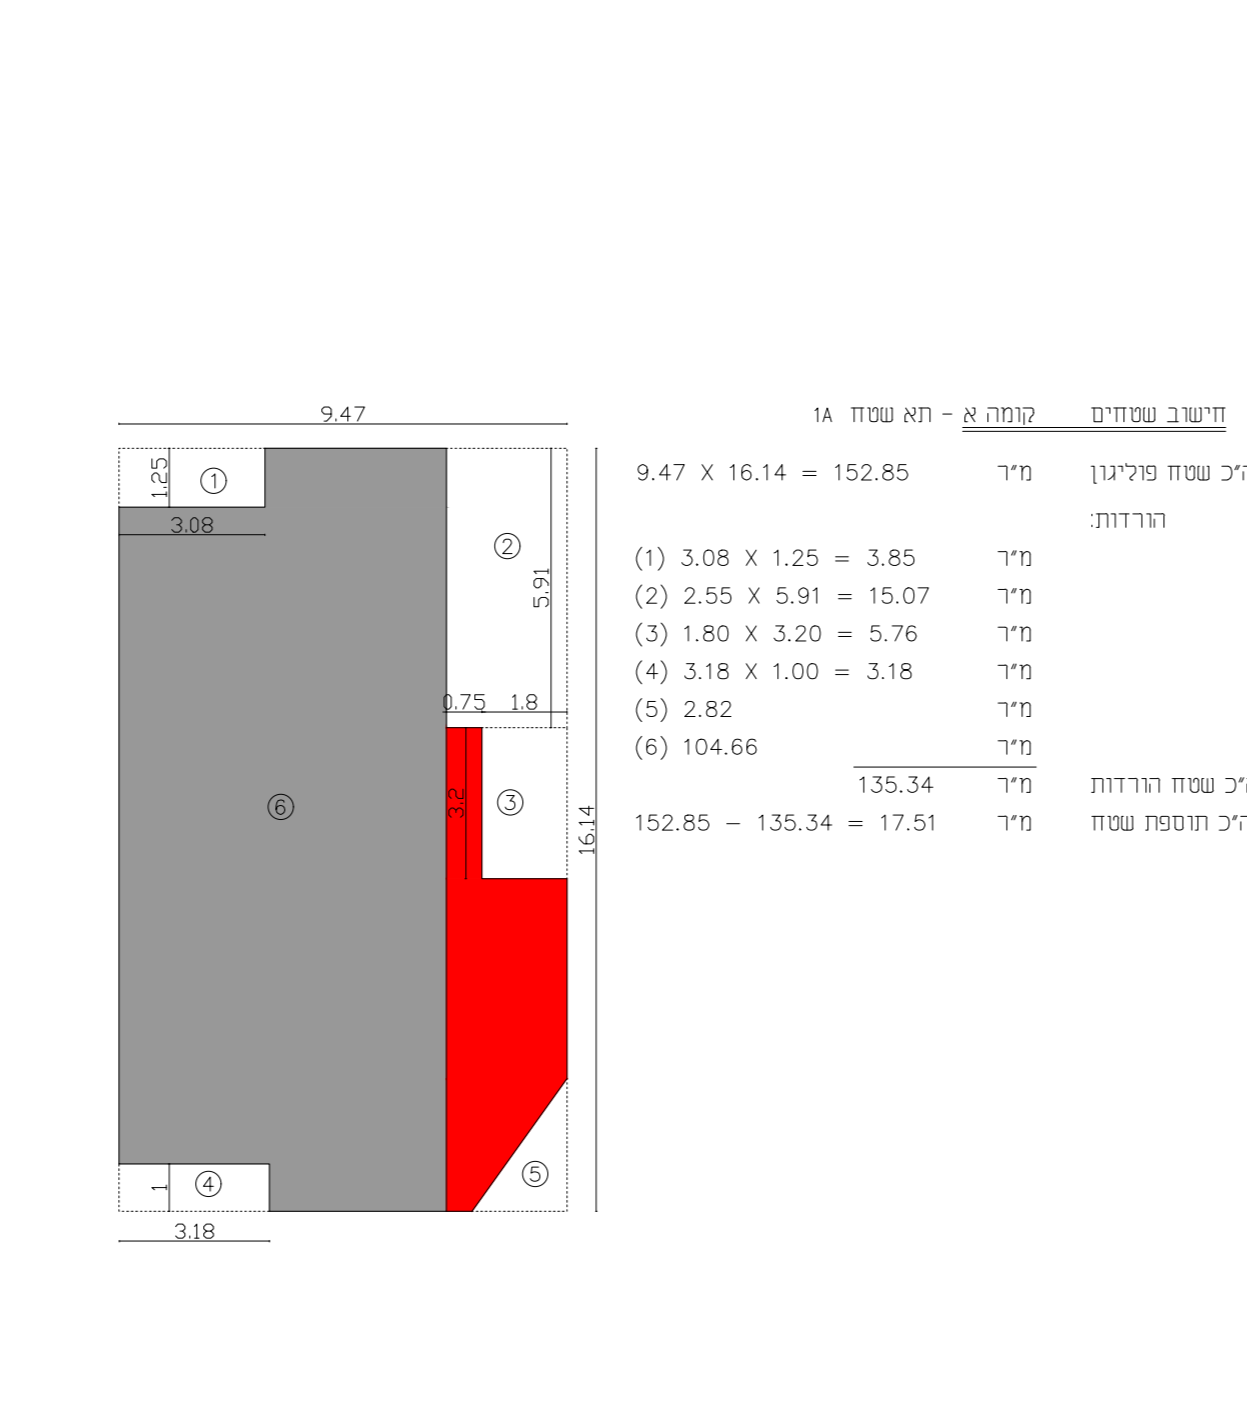 חישוב שטחים קומה א - תא שטח 1A
שטח פוליגון מ"ר 9.47 X 16.14 = 152.85
הורדות:
(1) 3.08 X 1.25 = 3.85 מ"ר
(2) 2.55 X 5.91 = 15.07 מ"ר
(3) 1.80 X 3.20 = 5.76 מ"ר
(4) 3.18 X 1.00 = 3.18 מ"ר
(5) 2.82 מ"ר
(6) 104.66 מ"ר
שטח הורדות מ"ר 135.34
תוספת שטח מ"ר 152.85 - 135.34 = 17.51
9.47
1.25
1
3.08
2
5.91
0.75
1.8
3.2
3
6
16.14
1
4
5
3.18